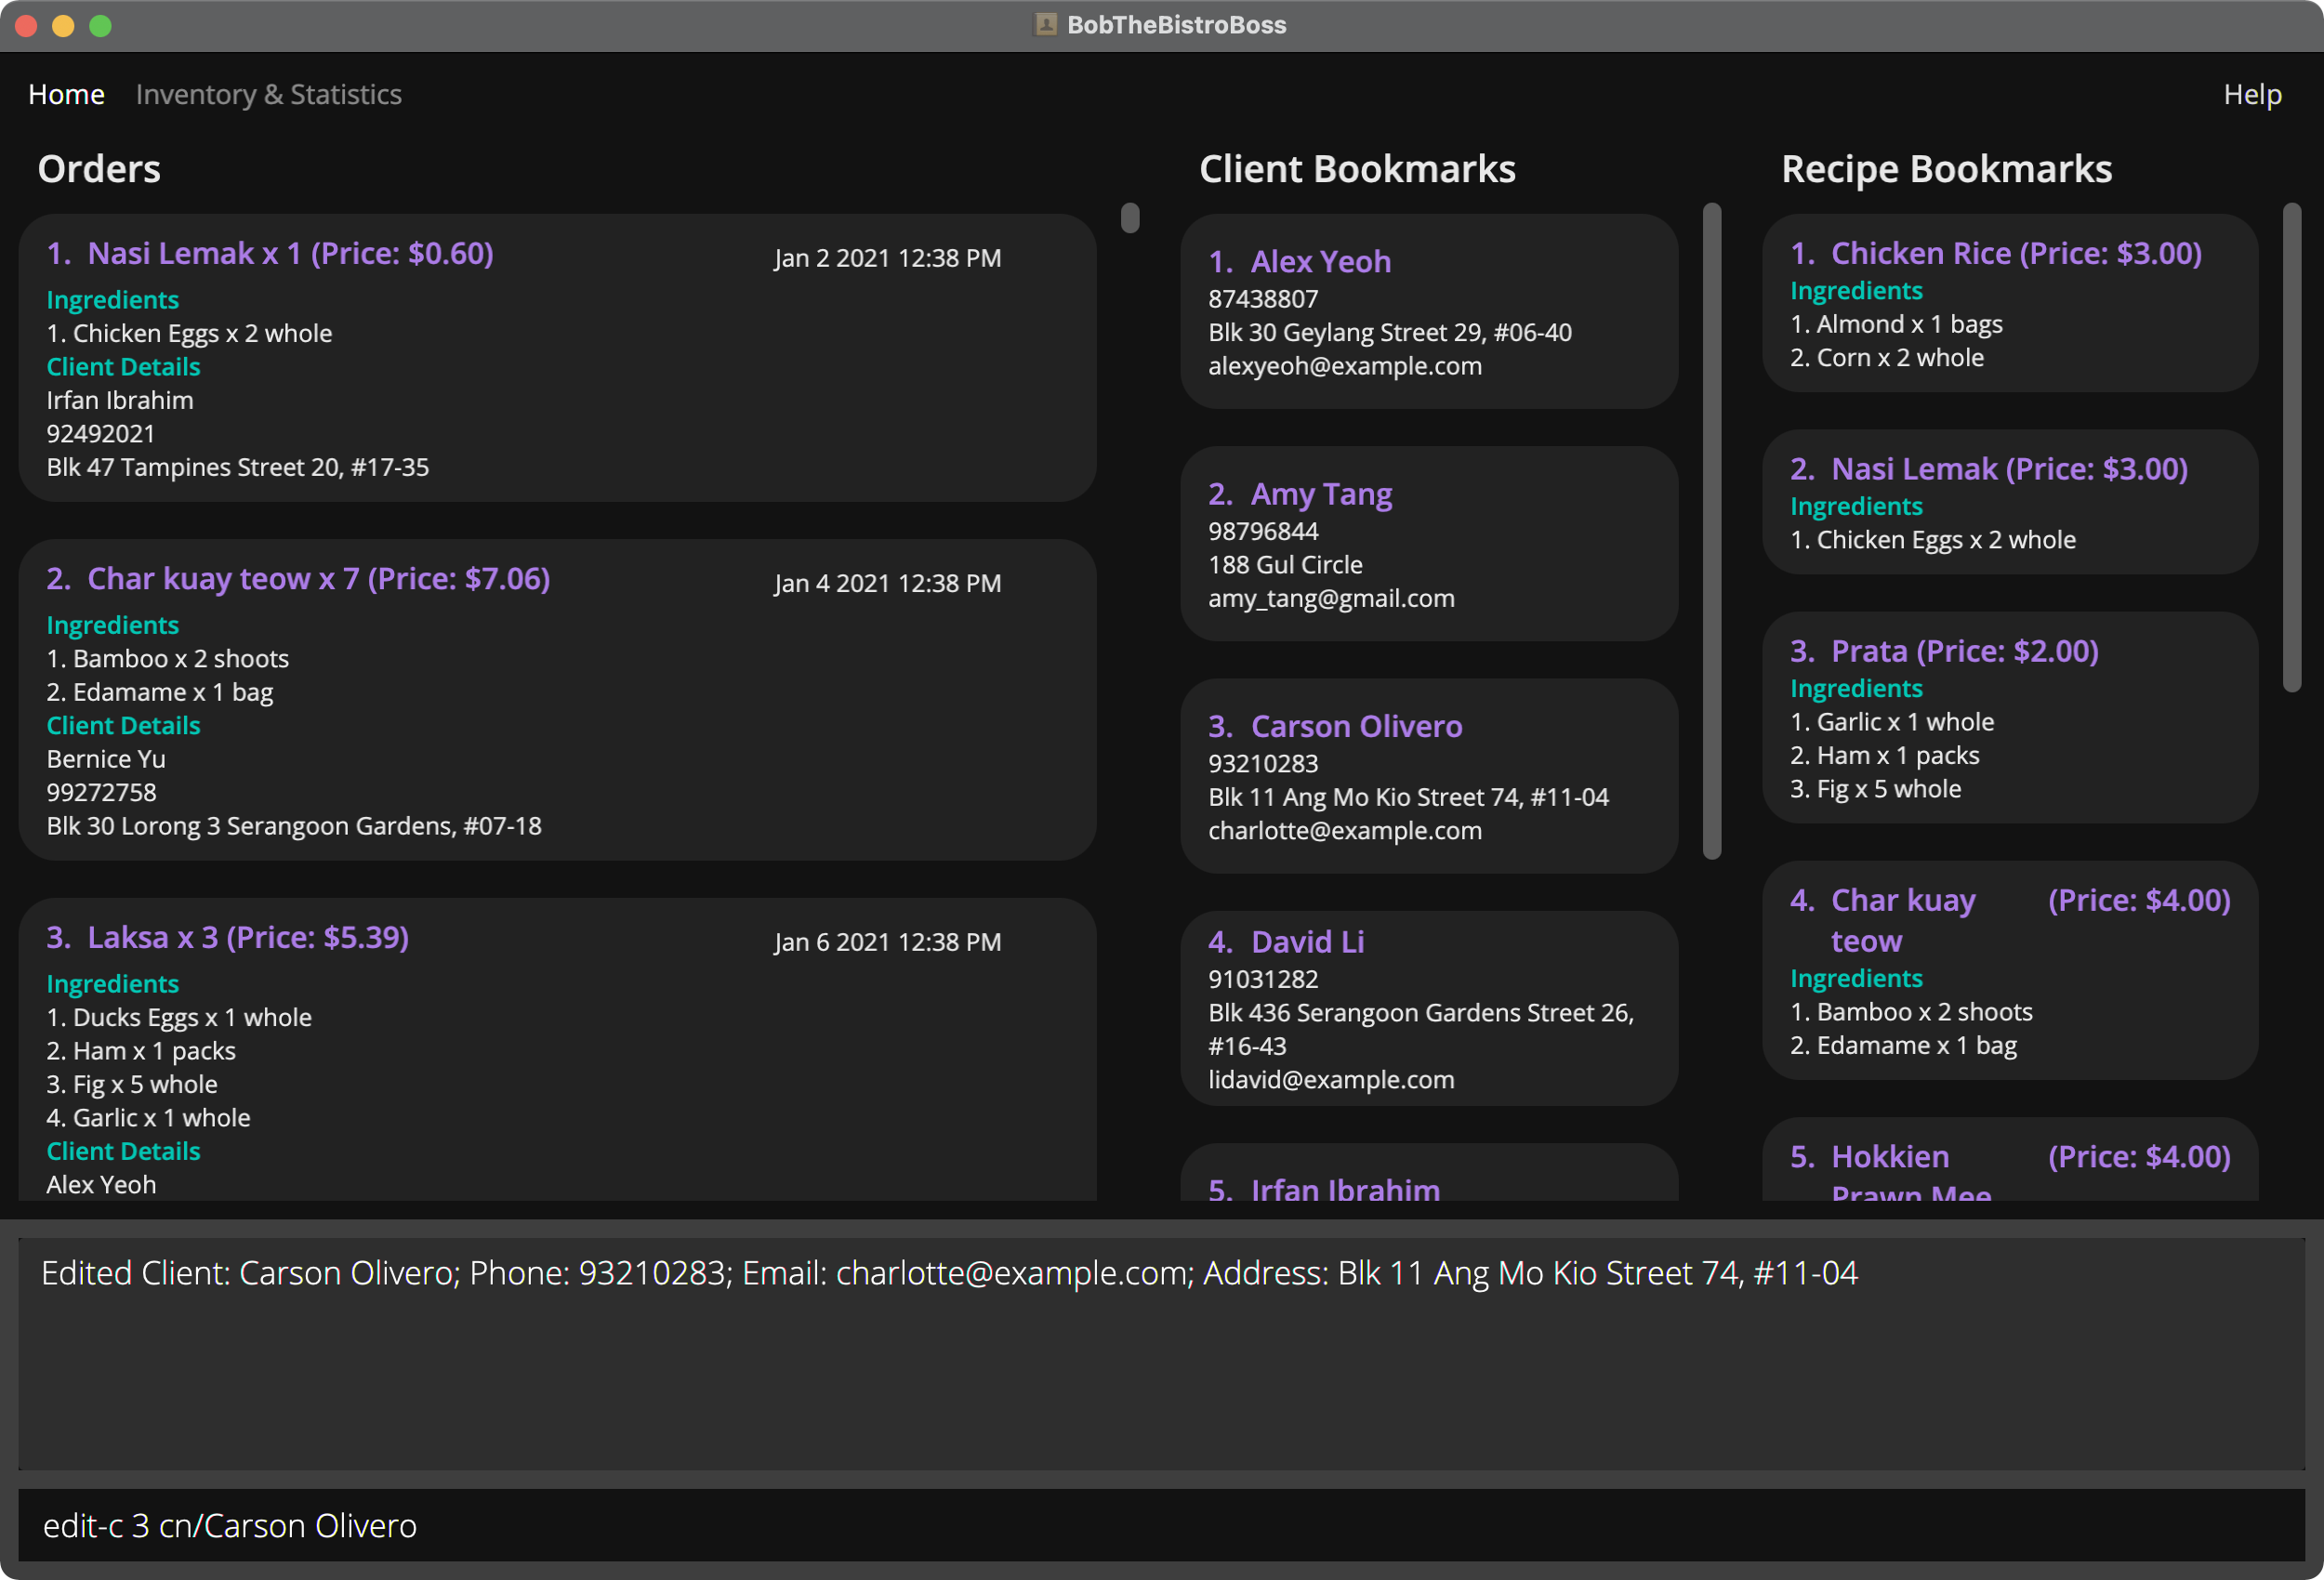 BobTheBistroBoss
Home Inventory & Statistics Help
Orders
1. Nasi Lemak x 1 (Price: $0.60) Jan 2 2021 12:38 PM
Ingredients
1. Chicken Eggs x 2 whole
Client Details
Irfan Ibrahim
92492021
Blk 47 Tampines Street 20, #17-35
2. Char kuay teow x 7 (Price: $7.06) Jan 4 2021 12:38 PM
Ingredients
1. Bamboo x 2 shoots
2. Edamame x 1 bag
Client Details
Bernice Yu
99272758
Blk 30 Lorong 3 Serangoon Gardens, #07-18
3. Laksa x 3 (Price: $5.39) Jan 6 2021 12:38 PM
Ingredients
1. Ducks Eggs x 1 whole
2. Ham x 1 packs
3. Fig x 5 whole
4. Garlic x 1 whole
Client Details
Alex Yeoh
Client Bookmarks
1. Alex Yeoh
87438807
Blk 30 Geylang Street 29, #06-40
alexyeoh@example.com
2. Amy Tang
98796844
188 Gul Circle
amy_tang@gmail.com
3. Carson Olivero
93210283
Blk 11 Ang Mo Kio Street 74, #11-04
charlotte@example.com
4. David Li
91031282
Blk 436 Serangoon Gardens Street 26,
#16-43
lidavid@example.com
5. Irfan Ibrahim
Recipe Bookmarks
1. Chicken Rice (Price: $3.00)
Ingredients
1. Almond x 1 bags
2. Corn x 2 whole
2. Nasi Lemak (Price: $3.00)
Ingredients
1. Chicken Eggs x 2 whole
3. Prata (Price: $2.00)
Ingredients
1. Garlic x 1 whole
2. Ham x 1 packs
3. Fig x 5 whole
4. Char kuay (Price: $4.00)
teow
Ingredients
1. Bamboo x 2 shoots
2. Edamame x 1 bag
5. Hokkien (Price: $4.00)
Prawn Mee
Edited Client: Carson Olivero; Phone: 93210283; Email: charlotte@example.com; Address: Blk 11 Ang Mo Kio Street 74, #11-04
edit-c 3 cn/Carson Olivero